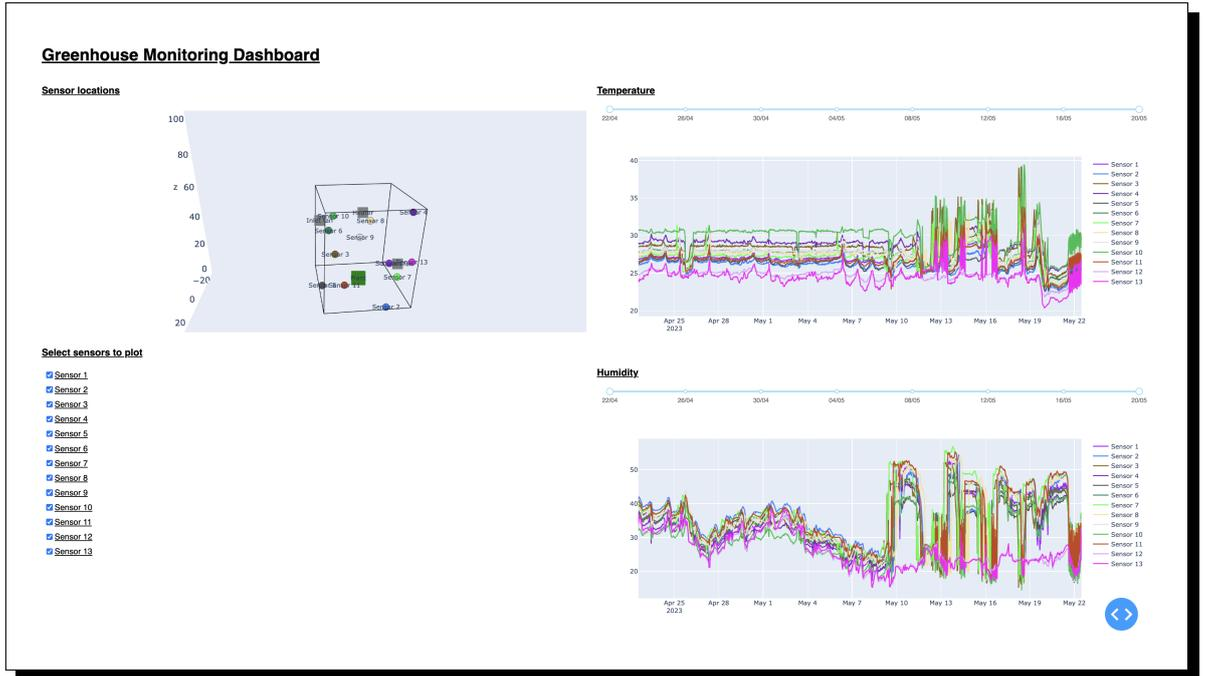 Greenhouse Monitoring Dashboard
Sensor locations
100
80
z 60
40
20
0
−20
0
20
Sensor 10
Sensor 8
Sensor 6
Sensor 9
Sensor 3
13
Sensor 7
Sensor 2
Select sensors to plot
Sensor 1
Sensor 2
Sensor 3
Sensor 4
Sensor 5
Sensor 6
Sensor 7
Sensor 8
Sensor 9
Sensor 10
Sensor 11
Sensor 12
Sensor 13
Temperature
22/04 26/04 30/04 04/05 08/05 12/05 16/05 20/05
40
35
30
25
20
Apr 25 Apr 28 May 1 May 4 May 7 May 10 May 13 May 16 May 19 May 22
2023
Sensor 1
Sensor 2
Sensor 3
Sensor 4
Sensor 5
Sensor 6
Sensor 7
Sensor 8
Sensor 9
Sensor 10
Sensor 11
Sensor 12
Sensor 13
Humidity
22/04 26/04 30/04 04/05 08/05 12/05 16/05 20/05
50
40
30
20
Apr 25 Apr 28 May 1 May 4 May 7 May 10 May 13 May 16 May 19 May 22
2023
Sensor 1
Sensor 2
Sensor 3
Sensor 4
Sensor 5
Sensor 6
Sensor 7
Sensor 8
Sensor 9
Sensor 10
Sensor 11
Sensor 12
Sensor 13